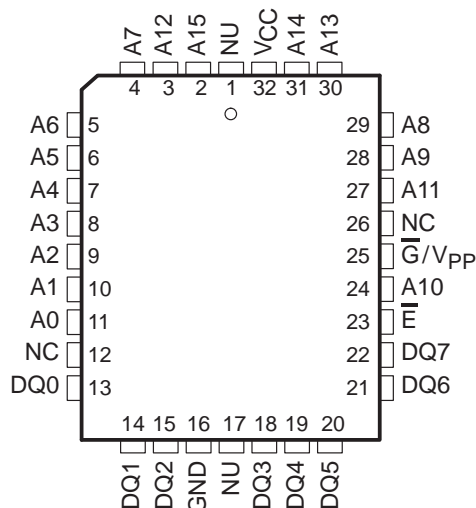 A7 A12 A15 NU VCC A14 A13
4 3 2 1 32 31 30
A6 5 29 A8
A5 6 28 A9
A4 7 27 A11
A3 8 26 NC
A2 9 25 G̅/VPP
A1 10 24 A10
A0 11 23 E̅
NC 12 22 DQ7
DQ0 13 21 DQ6
14 15 16 17 18 19 20
DQ1 DQ2 GND NU DQ3 DQ4 DQ5